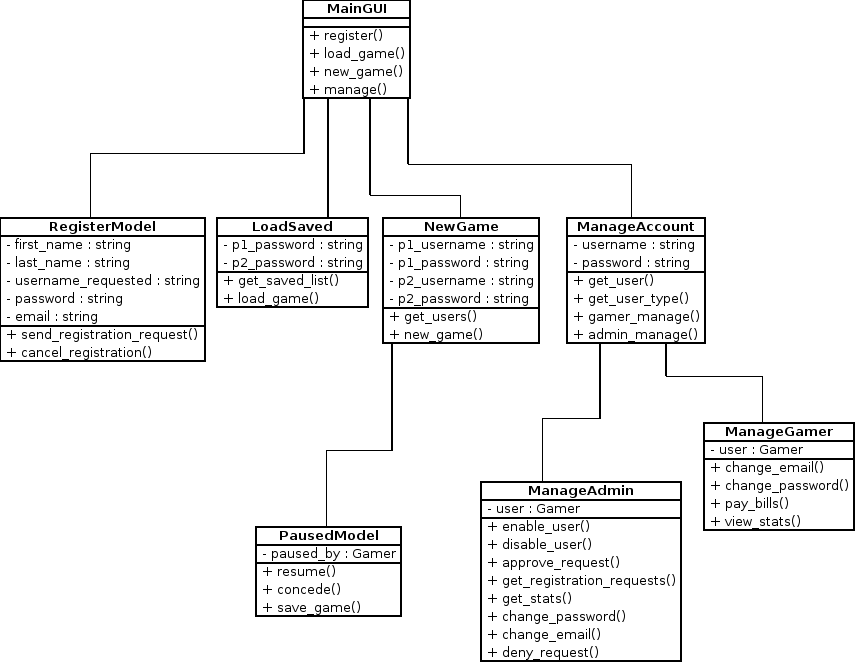 MainGUI
+ register()
+ load_game()
+ new_game()
+ manage()
RegisterModel
- first_name : string
- last_name : string
- username_requested : string
- password : string
- email : string
+ send_registration_request()
+ cancel_registration()
LoadSaved
- p1_password : string
- p2_password : string
+ get_saved_list()
+ load_game()
NewGame
- p1_username : string
- p1_password : string
- p2_username : string
- p2_password : string
+ get_users()
+ new_game()
ManageAccount
- username : string
- password : string
+ get_user()
+ get_user_type()
+ gamer_manage()
+ admin_manage()
PausedModel
- paused_by : Gamer
+ resume()
+ concede()
+ save_game()
ManageAdmin
- user : Gamer
+ enable_user()
+ disable_user()
+ approve_request()
+ get_registration_requests()
+ get_stats()
+ change_password()
+ change_email()
+ deny_request()
ManageGamer
- user : Gamer
+ change_email()
+ change_password()
+ pay_bills()
+ view_stats()